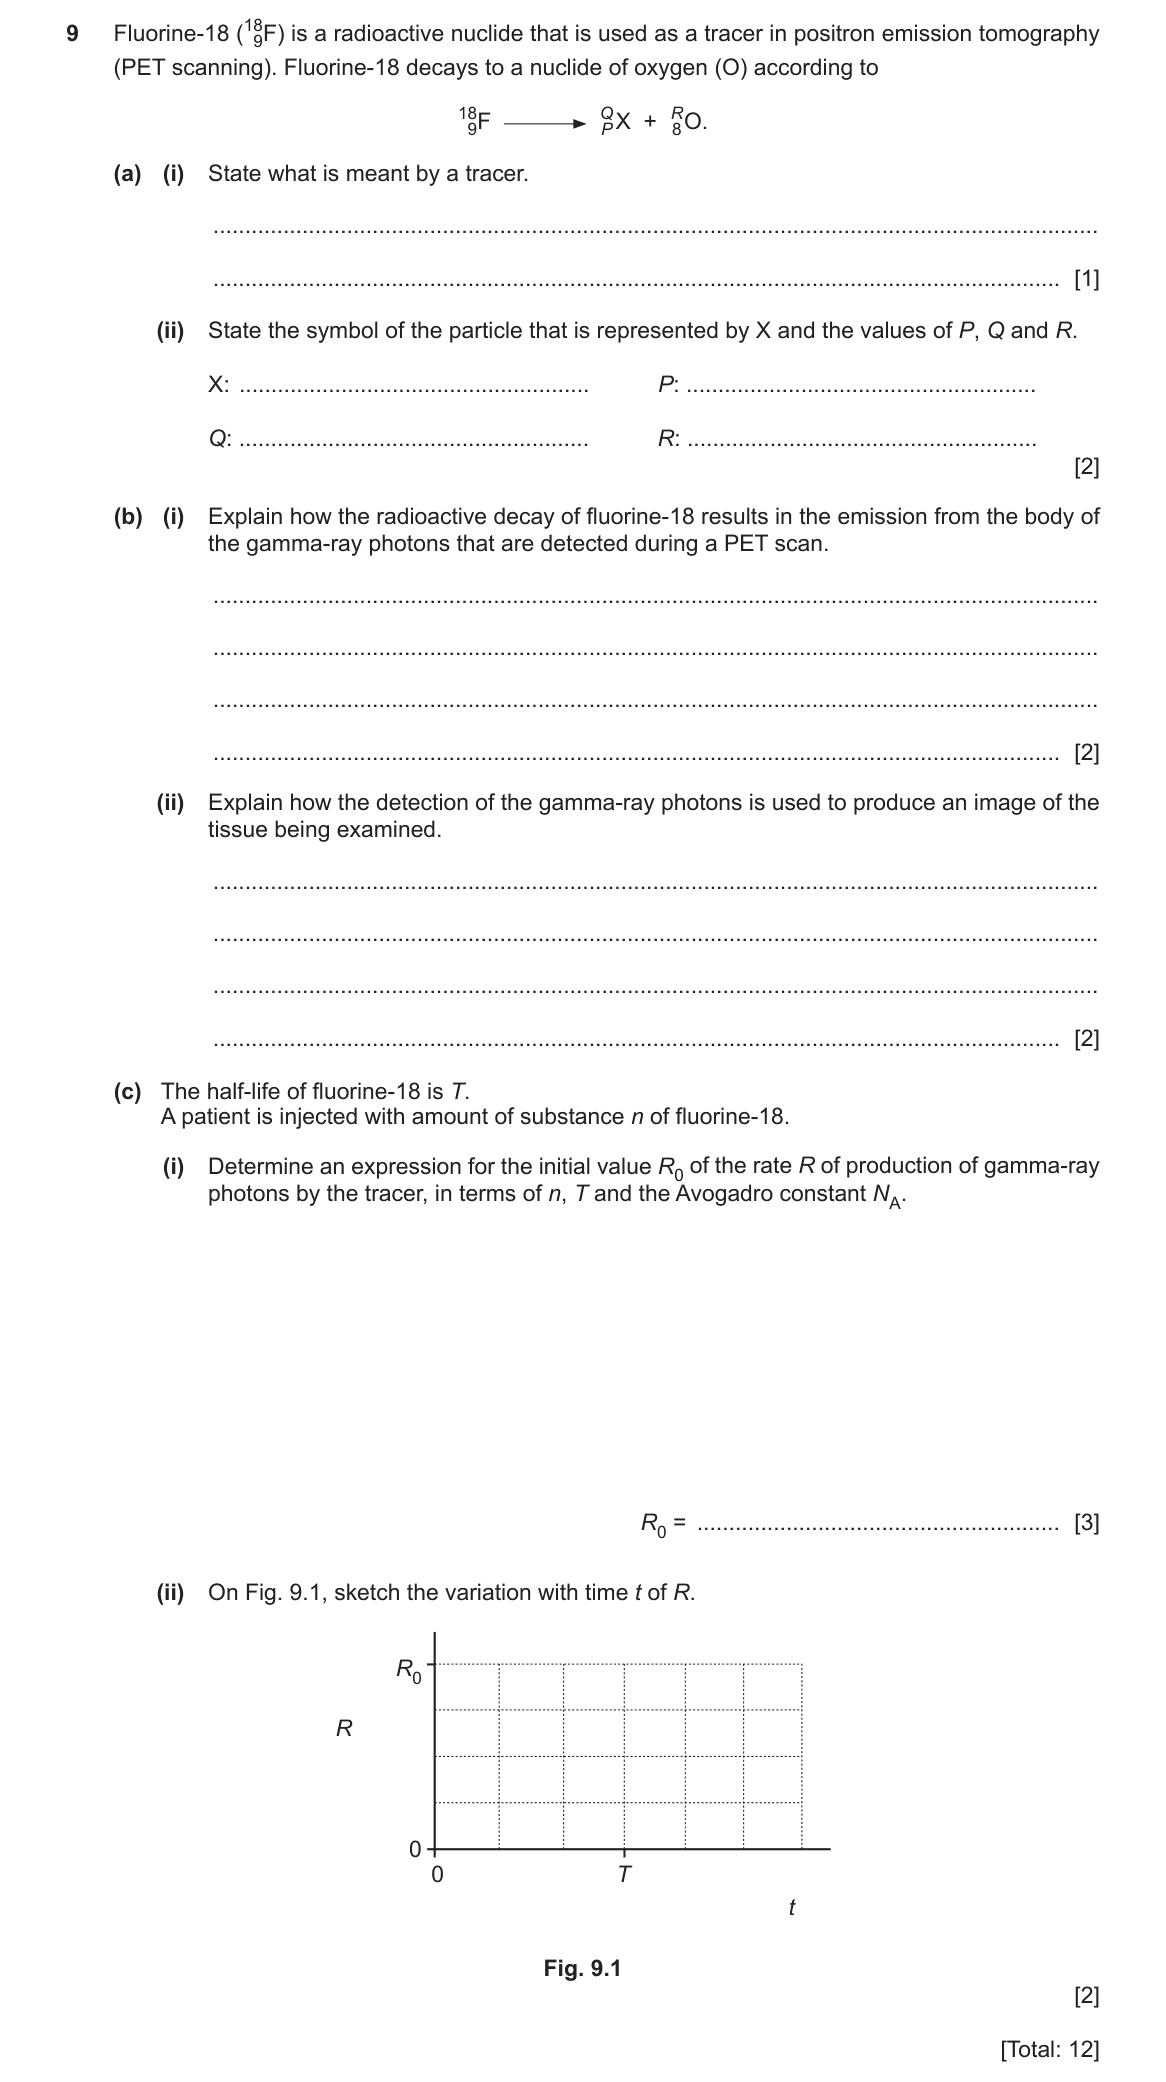 9 Fluorine-18 (¹⁸₉F) is a radioactive nuclide that is used as a tracer in positron emission tomography
(PET scanning). Fluorine-18 decays to a nuclide of oxygen (O) according to
¹⁸₉F ⟶ ^Q_P X + ^R_8 O.
(a) (i) State what is meant by a tracer.
..........................................................................................
.......................................................................................... [1]
(ii) State the symbol of the particle that is represented by X and the values of P, Q and R.
X: ....................................................... P: .......................................................
Q: ....................................................... R: .......................................................
[2]
(b) (i) Explain how the radioactive decay of fluorine-18 results in the emission from the body of
the gamma-ray photons that are detected during a PET scan.
..........................................................................................
..........................................................................................
..........................................................................................
.......................................................................................... [2]
(ii) Explain how the detection of the gamma-ray photons is used to produce an image of the
tissue being examined.
..........................................................................................
..........................................................................................
..........................................................................................
.......................................................................................... [2]
(c) The half-life of fluorine-18 is T.
A patient is injected with amount of substance n of fluorine-18.
(i) Determine an expression for the initial value R₀ of the rate R of production of gamma-ray
photons by the tracer, in terms of n, T and the Avogadro constant N_A.
R₀ = ......................................................... [3]
(ii) On Fig. 9.1, sketch the variation with time t of R.
R₀
R
0
0 T
t
Fig. 9.1
[2]
[Total: 12]